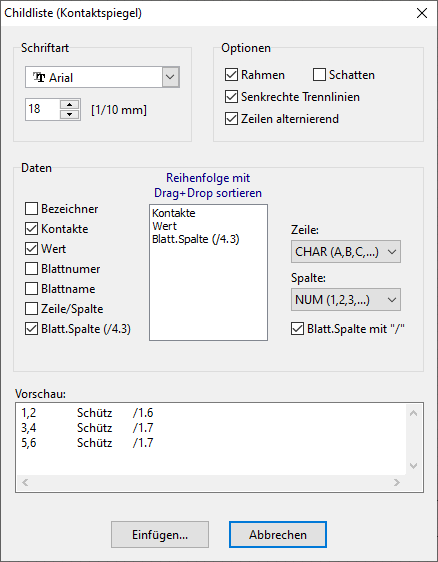 Childliste (Kontaktspiegel)
Schriftart
Arial
18 [1/10 mm]
Optionen
Rahmen Schatten
Senkrechte Trennlinien
Zeilen alternierend
Daten
Bezeichner
Kontakte
Wert
Blattnumer
Blattname
Zeile/Spalte
Blatt.Spalte (/4.3)
Reihenfolge mit
Drag+Drop sortieren
Kontakte
Wert
Blatt.Spalte (/4.3)
Zeile:
CHAR (A,B,C,...)
Spalte:
NUM (1,2,3,...)
Blatt.Spalte mit "/"
Vorschau:
1,2 Schütz /1.6
3,4 Schütz /1.7
5,6 Schütz /1.7
Einfügen... Abbrechen